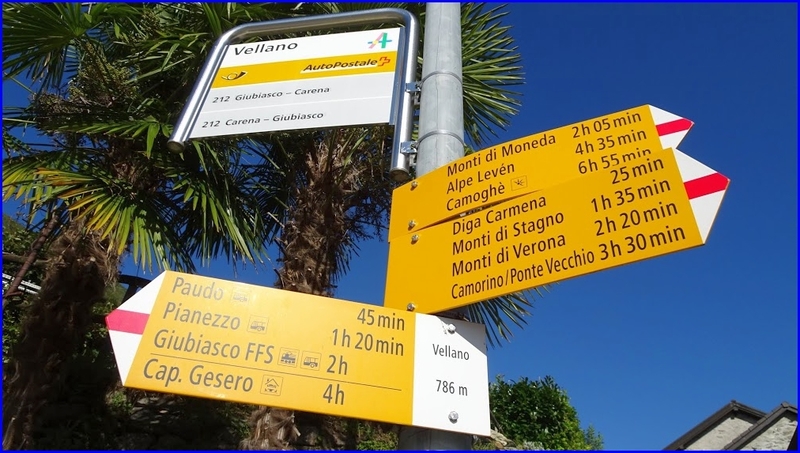 Vellano
AutoPostale
212 Giubiasco – Carena
212 Carena – Giubiasco
Monti di Moneda 2h 05 min
Alpe Levén 4h 35 min
Camoghè 6h 55 min
Diga Carmena 25 min
Monti di Stagno 1h 35 min
Monti di Verona 2h 20 min
Camorino/Ponte Vecchio 3h 30 min
Paudo 45 min
Pianezzo 1h 20 min
Giubiasco FFS 2h
Cap. Gesero 4h
Vellano
786 m